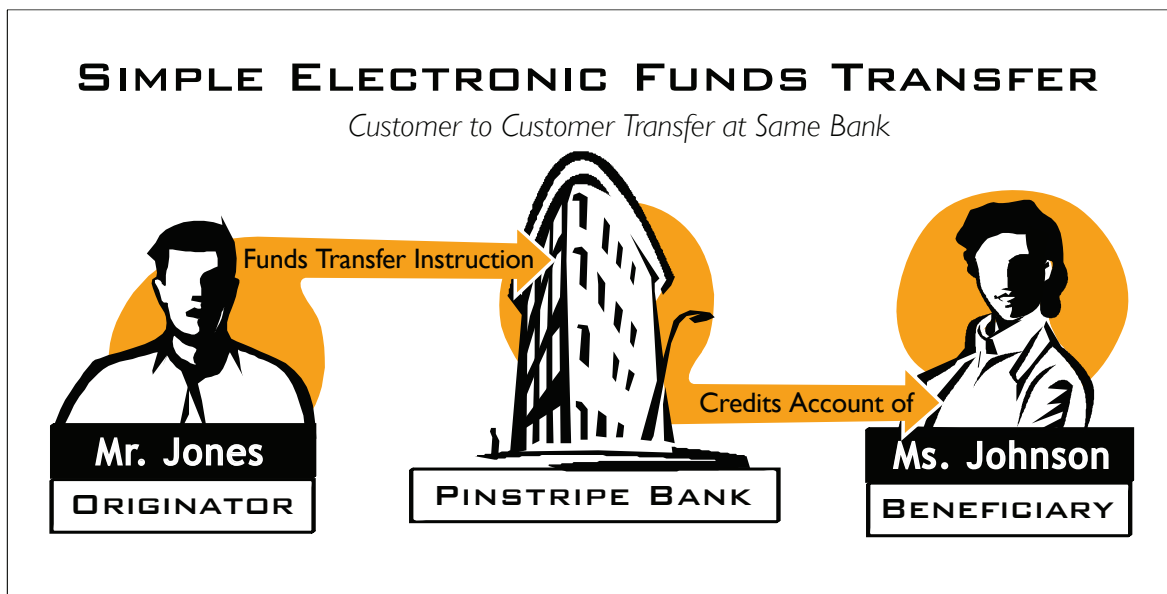 SIMPLE ELECTRONIC FUNDS TRANSFER
Customer to Customer Transfer at Same Bank
Funds Transfer Instruction
Credits Account of
Mr. Jones
ORIGINATOR
PINSTRIPE BANK
Ms. Johnson
BENEFICIARY